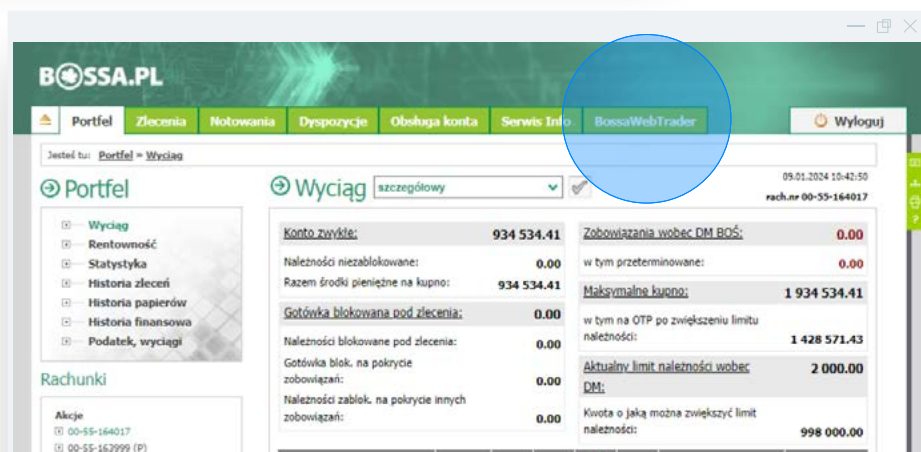 BOSSA.PL
Portfel Zlecenia Notowania Dyspozycje Obsługa konta Serwis Info BossaWebTrader Wyloguj
Jesteś tu: Portfel » Wyciąg
09.01.2024 10:42:50
rach.nr 00-55-164017
Portfel
Wyciąg szczegółowy
Wyciąg
Rentowność
Statystyka
Historia zleceń
Historia papierów
Historia finansowa
Podatek, wyciągi
Rachunki
Akcje
00-55-164017
00-55-163999 (P)
Konto zwykłe: 934 534.41
Należności niezablokowane: 0.00
Razem środki pieniężne na kupno: 934 534.41
Gotówka blokowana pod zlecenia: 0.00
Należności blokowane pod zlecenia: 0.00
Gotówka blok. na pokrycie
zobowiązań: 0.00
Należności zablok. na pokrycie innych
zobowiązań: 0.00
Zobowiązania wobec DM BOŚ: 0.00
w tym przeterminowane: 0.00
Maksymalne kupno: 1 934 534.41
w tym na OTP po zwiększeniu limitu
należności: 1 428 571.43
Aktualny limit należności wobec 2 000.00
DM:
Kwota o jaką można zwiększyć limit
należności: 998 000.00